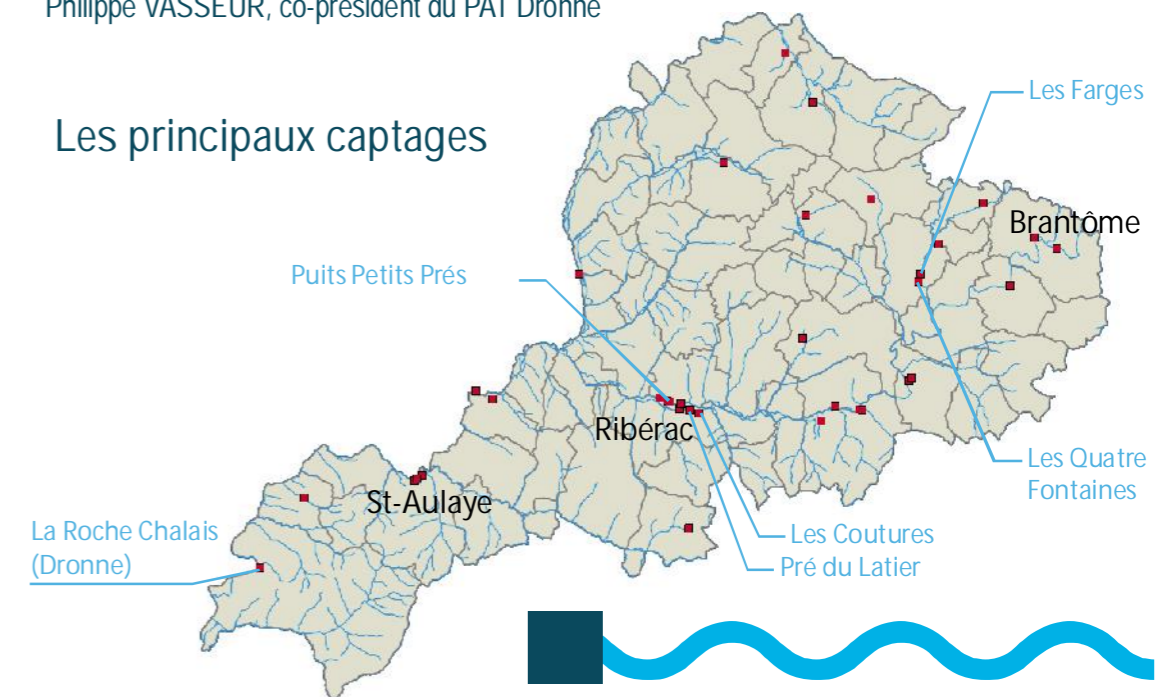 Philippe VASSEUR, co-président du PAT Dronne
Les principaux captages
Les Farges
Brantôme
Puits Petits Prés
Ribérac
Les Quatre
Fontaines
St-Aulaye
La Roche Chalais
(Dronne)
Les Coutures
Pré du Latier